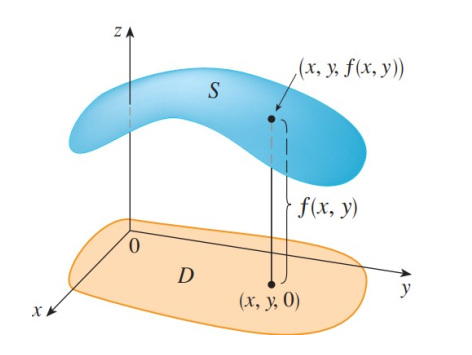 z
(x, y, f(x, y))
S
f(x, y)
0
D
(x, y, 0)
x
y